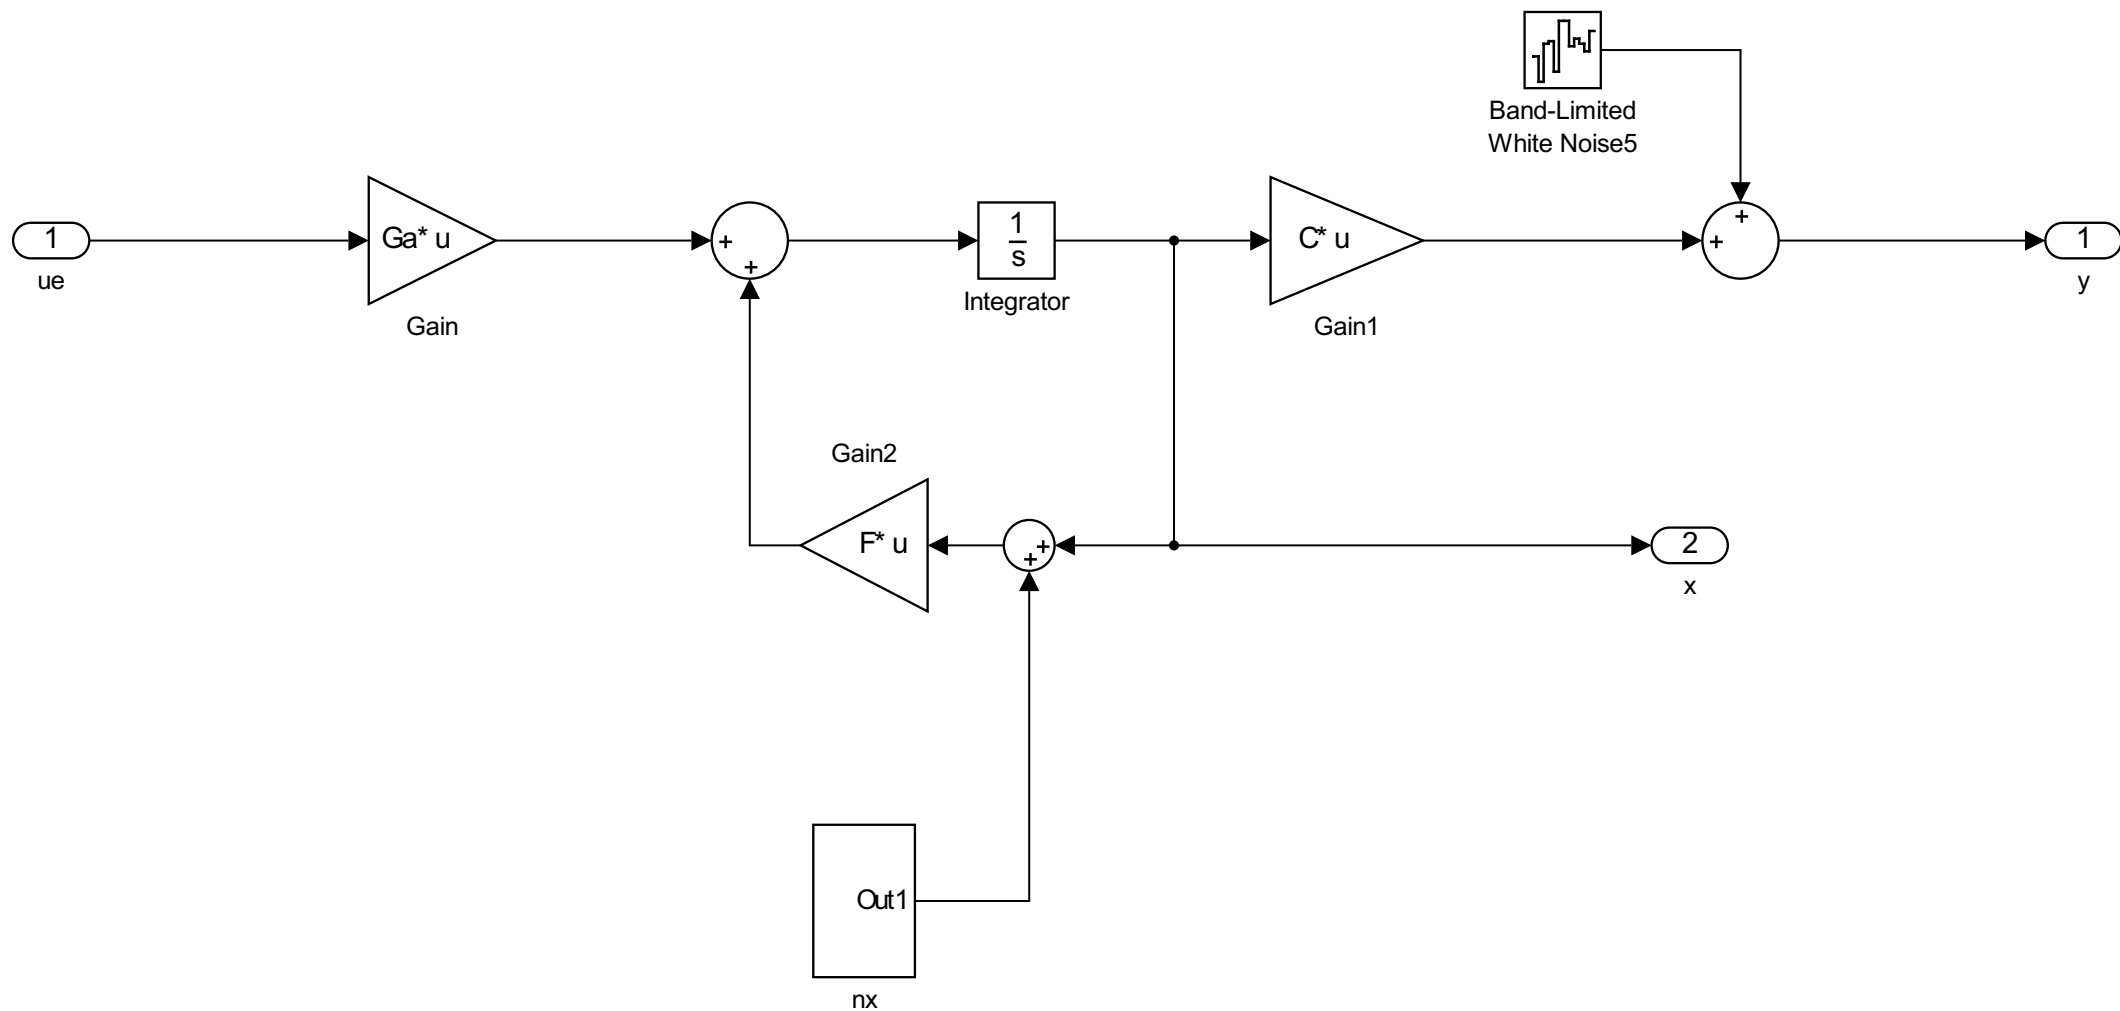 Band-Limited
White Noise5
1
ue
Ga* u
Gain
+
+
1
s
Integrator
C* u
Gain1
+
+
1
y
Gain2
F* u
+
+
2
x
Out1
nx